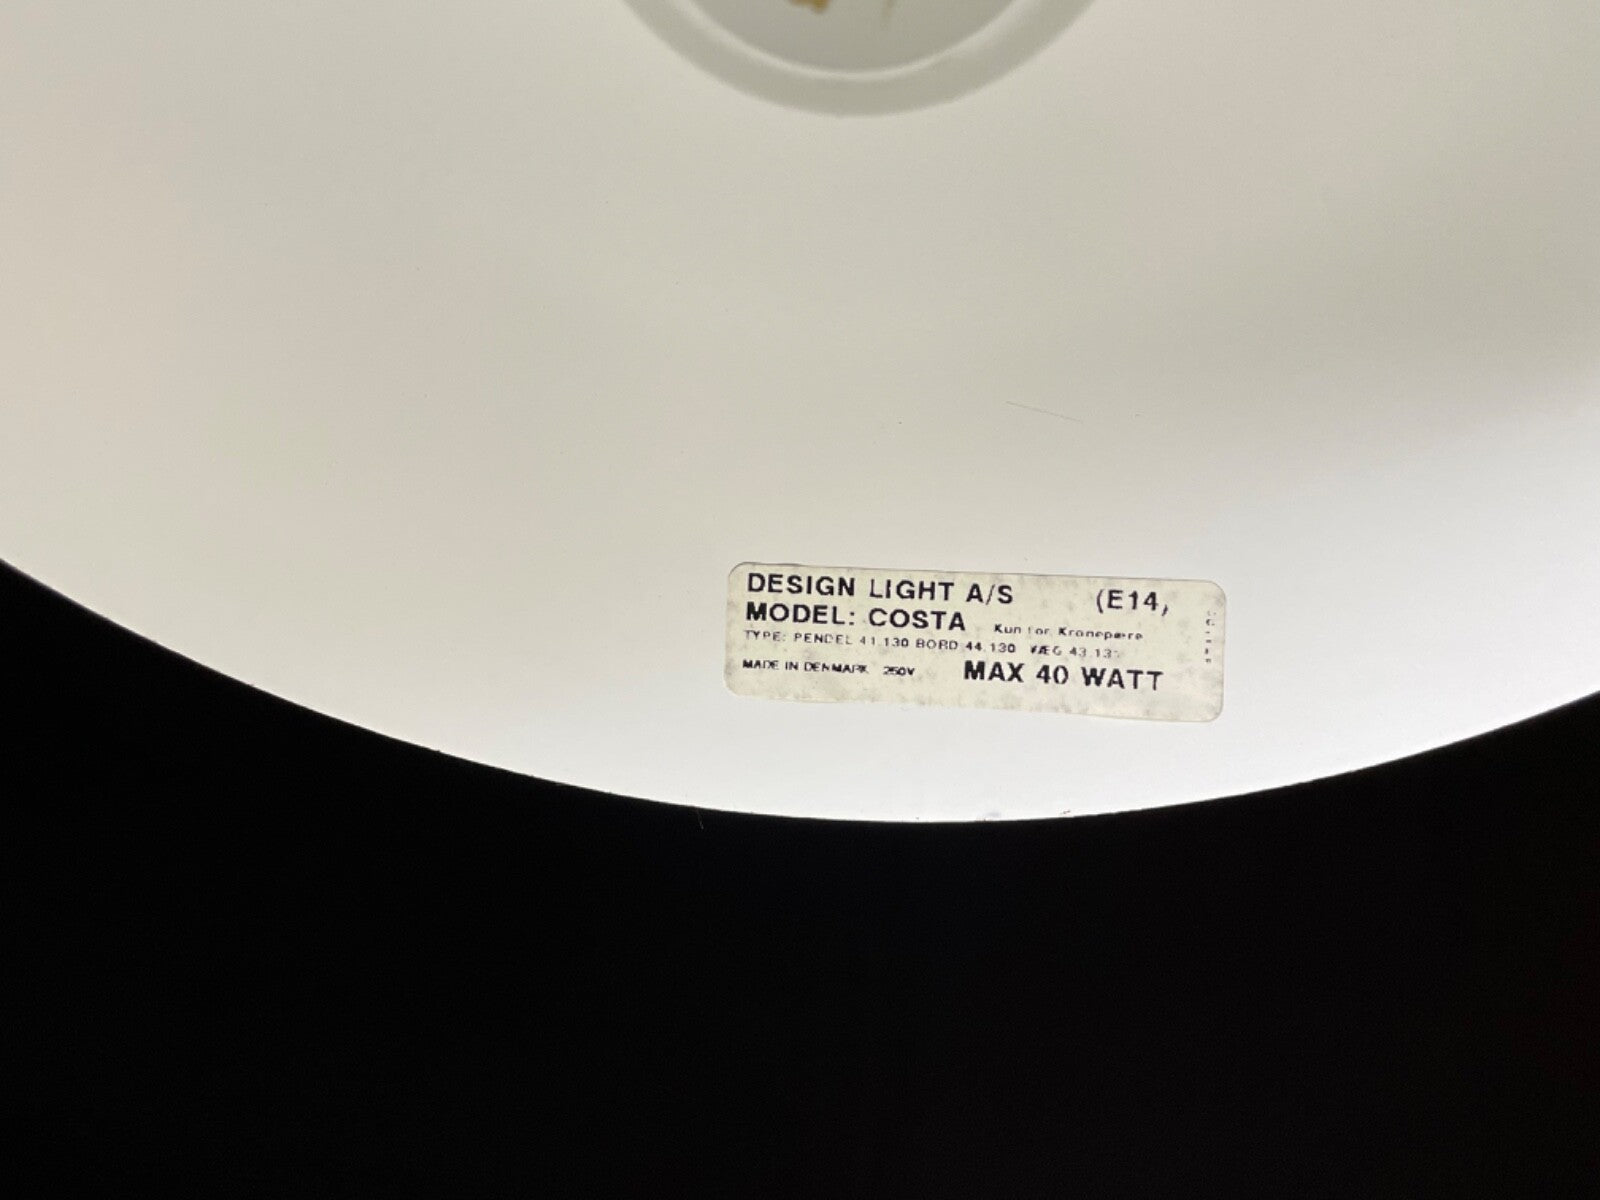 DESIGN LIGHT A/S (E14)
MODEL: COSTA Kun for Kronepære
TYPE: PENDEL 41.130 BORD 44.130 VÆG 43.13
MADE IN DENMARK 250V MAX 40 WATT